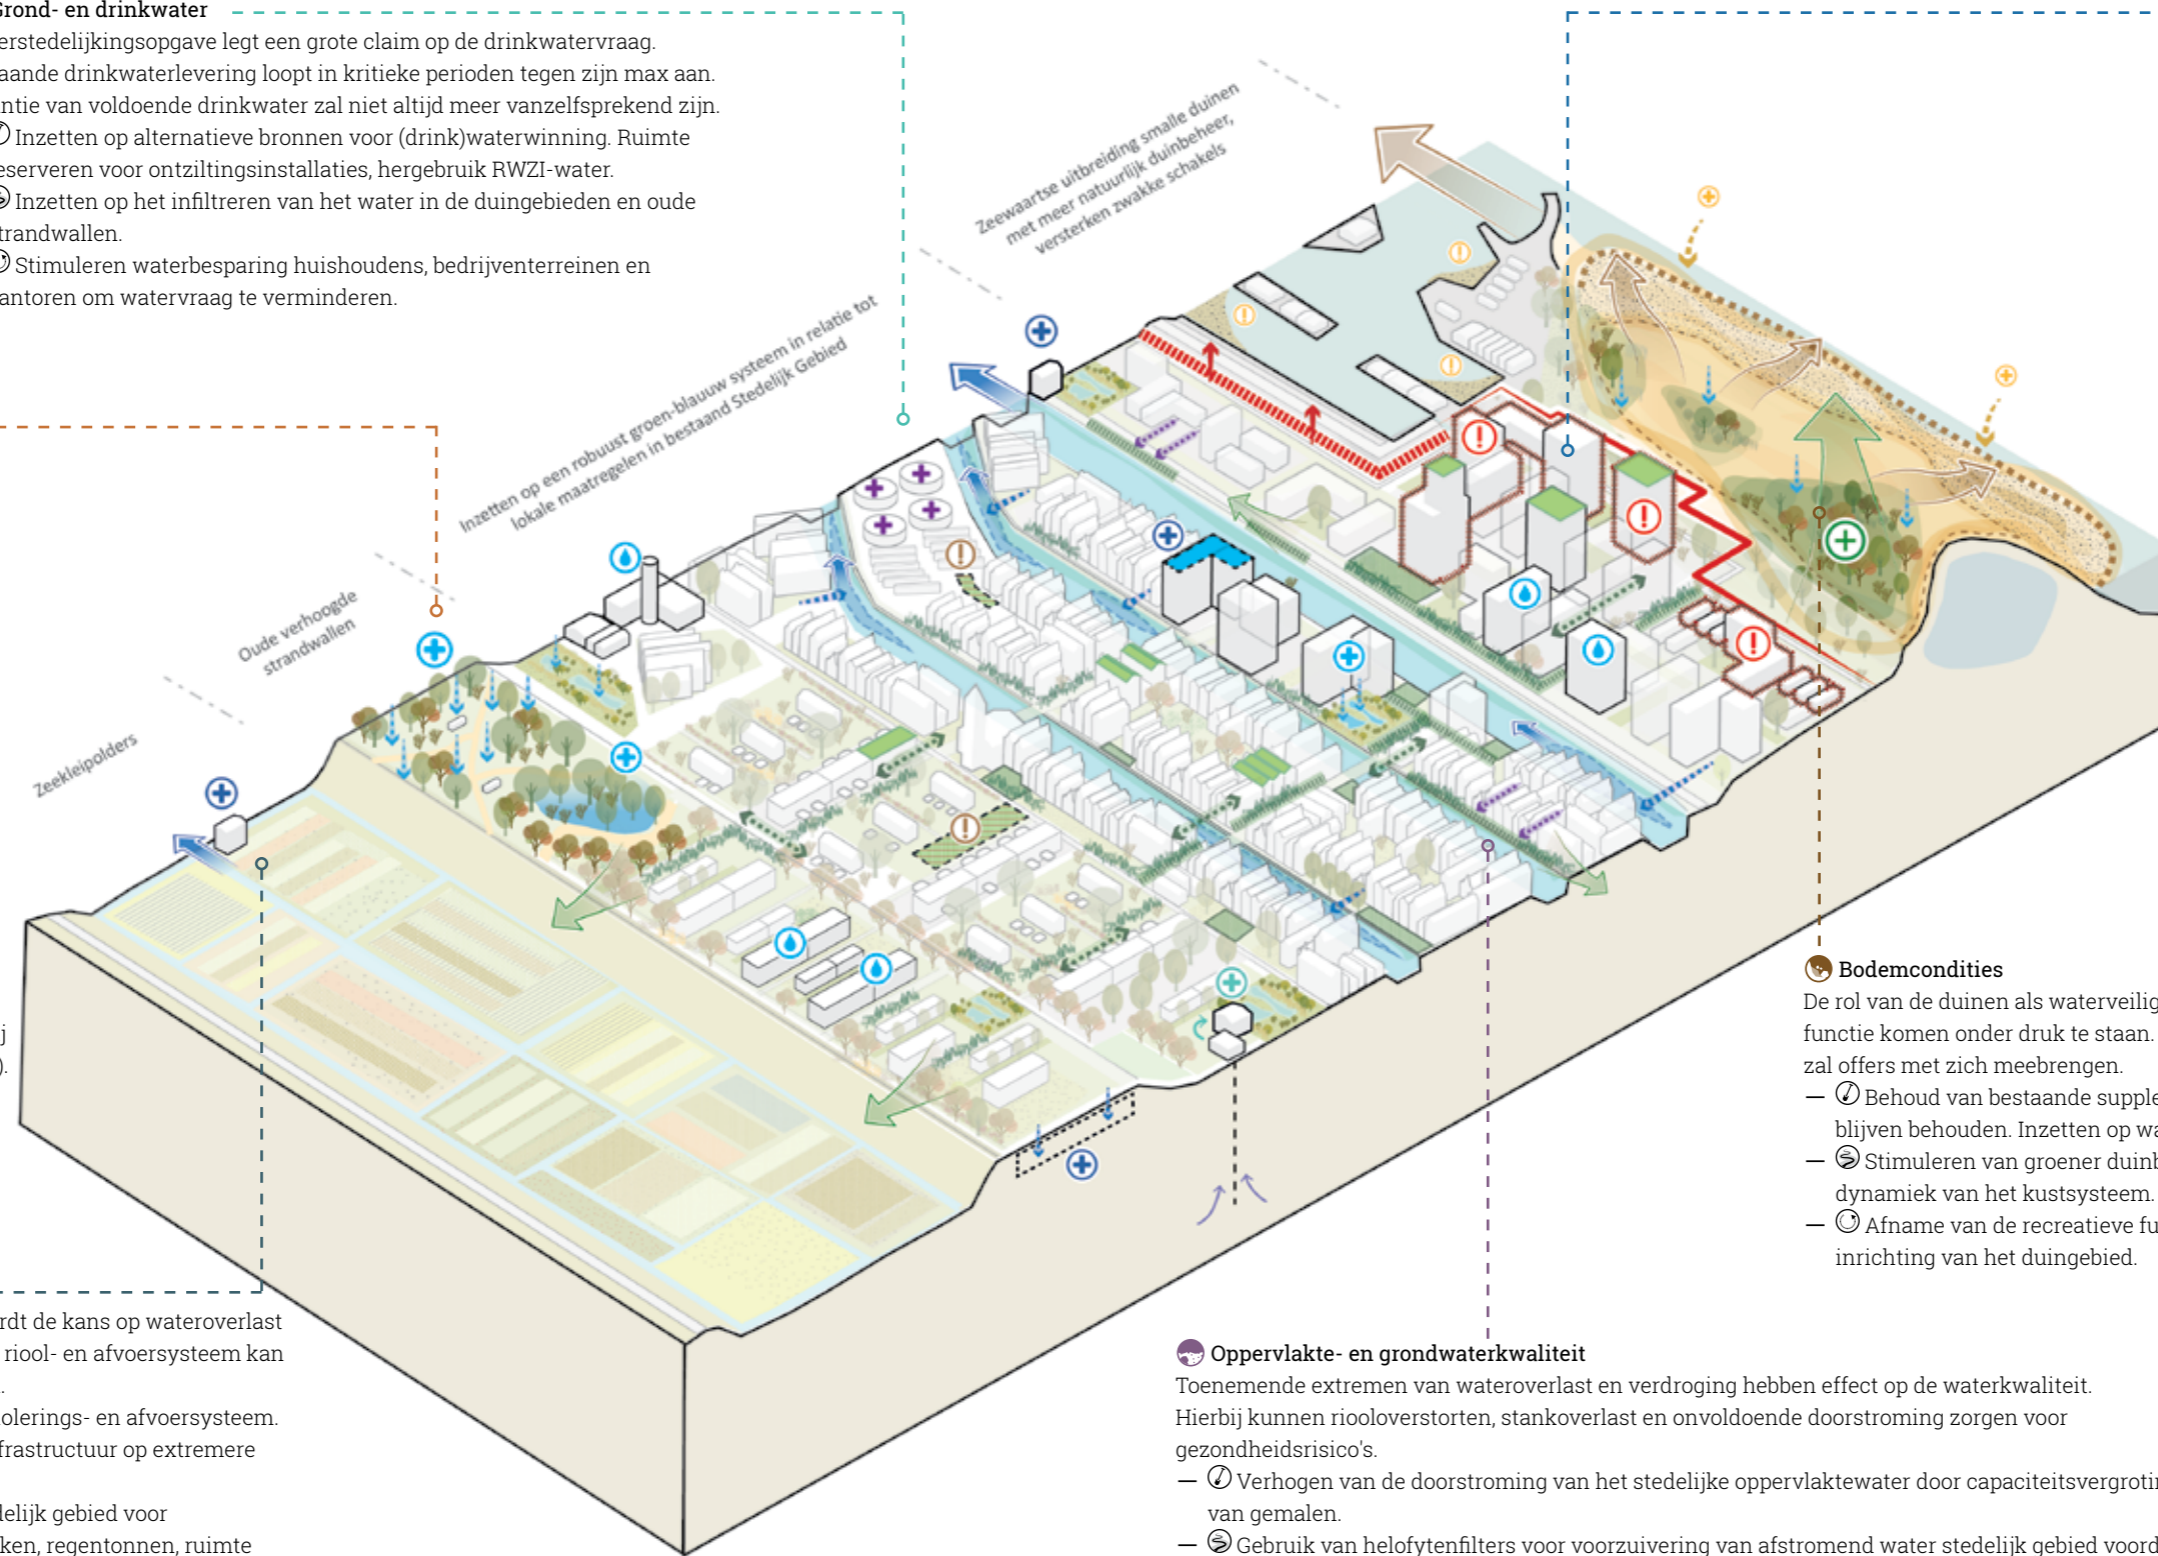 Grond- en drinkwater
erstedelijkingsopgave legt een grote claim op de drinkwatervraag.
aande drinkwaterlevering loopt in kritieke perioden tegen zijn max aan.
ntie van voldoende drinkwater zal niet altijd meer vanzelfsprekend zijn.
Inzetten op alternatieve bronnen voor (drink)waterwinning. Ruimte
eserveren voor ontziltingsinstallaties, hergebruik RWZI-water.
Inzetten op het infiltreren van het water in de duingebieden en oude
trandwallen.
Stimuleren waterbesparing huishoudens, bedrijventerreinen en
antoren om watervraag te verminderen.
Zeewaartse uitbreiding smalle duinen
met meer natuurlijk duinbeheer,
versterken zwakke schakels
Inzetten op een robuust groen-blauw systeem in relatie tot
lokale maatregelen in bestaand Stedelijk Gebied
Oude verhoogde
strandwallen
Zeekleipolders
ij
).
rdt de kans op wateroverlast
riool- en afvoersysteem kan
.
olerings- en afvoersysteem.
frastructuur op extremere
delijk gebied voor
ken, regentonnen, ruimte
Bodemcondities
De rol van de duinen als waterveilig
functie komen onder druk te staan.
zal offers met zich meebrengen.
— Behoud van bestaande supple
blijven behouden. Inzetten op wa
— Stimuleren van groener duinb
dynamiek van het kustsysteem.
— Afname van de recreatieve fu
inrichting van het duingebied.
Oppervlakte- en grondwaterkwaliteit
Toenemende extremen van wateroverlast en verdroging hebben effect op de waterkwaliteit.
Hierbij kunnen riooloverstorten, stankoverlast en onvoldoende doorstroming zorgen voor
gezondheidsrisico's.
— Verhogen van de doorstroming van het stedelijke oppervlaktewater door capaciteitsvergrotin
van gemalen.
— Gebruik van helofytenfilters voor voorzuivering van afstromend water stedelijk gebied voord